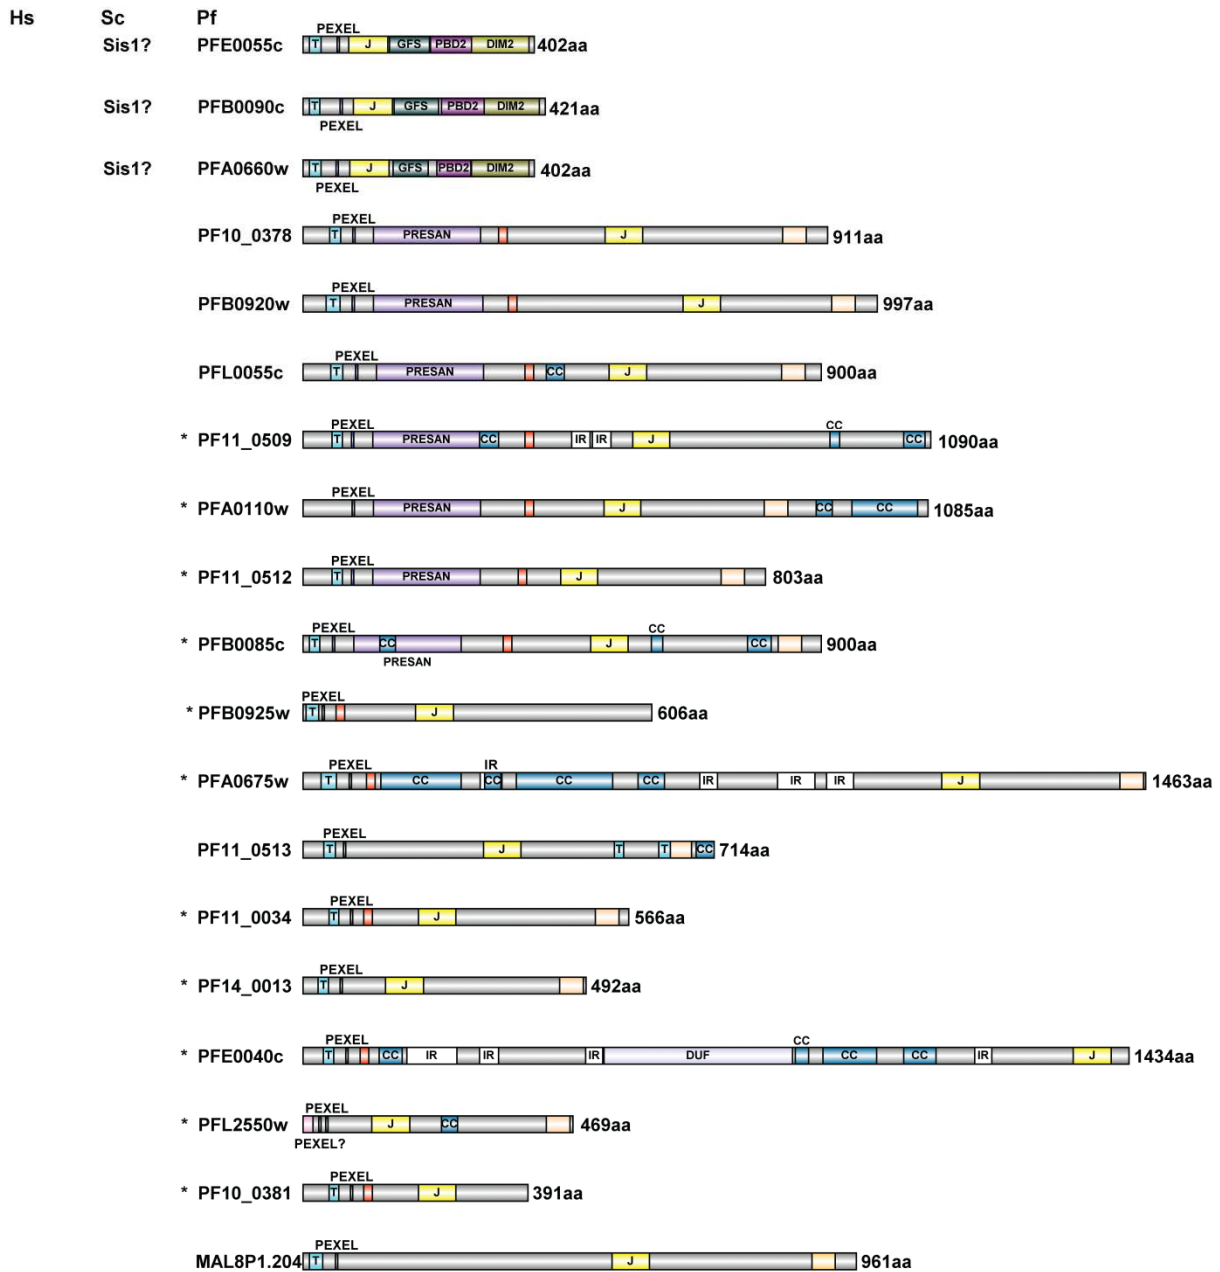 Hs Sc Pf
PEXEL
Sis1? PFE0055c T J GFS PBD2 DIM2 402aa
Sis1? PFB0090c T J GFS PBD2 DIM2 421aa
PEXEL
Sis1? PFA0660w T J GFS PBD2 DIM2 402aa
PEXEL
PEXEL
PF10_0378 T PRESAN J 911aa
PEXEL
PFB0920w T PRESAN J 997aa
PEXEL
PFL0055c T PRESAN CC J 900aa
PEXEL CC
* PF11_0509 T PRESAN CC IR IR J CC 1090aa
PEXEL
* PFA0110w PRESAN J CC CC 1085aa
PEXEL
* PF11_0512 T PRESAN J 803aa
PEXEL CC
* PFB0085c T CC J CC 900aa
PRESAN
PEXEL
* PFB0925w T J 606aa
PEXEL IR
* PFA0675w T CC CC CC CC IR IR IR J 1463aa
PEXEL
PF11_0513 T J T T CC 714aa
PEXEL
* PF11_0034 T J 566aa
PEXEL
* PF14_0013 T J 492aa
PEXEL CC
* PFE0040c T CC IR IR IR DUF CC CC IR J 1434aa
PEXEL
* PFL2550w J CC 469aa
PEXEL?
PEXEL
* PF10_0381 T J 391aa
PEXEL
MAL8P1.204 T J 961aa